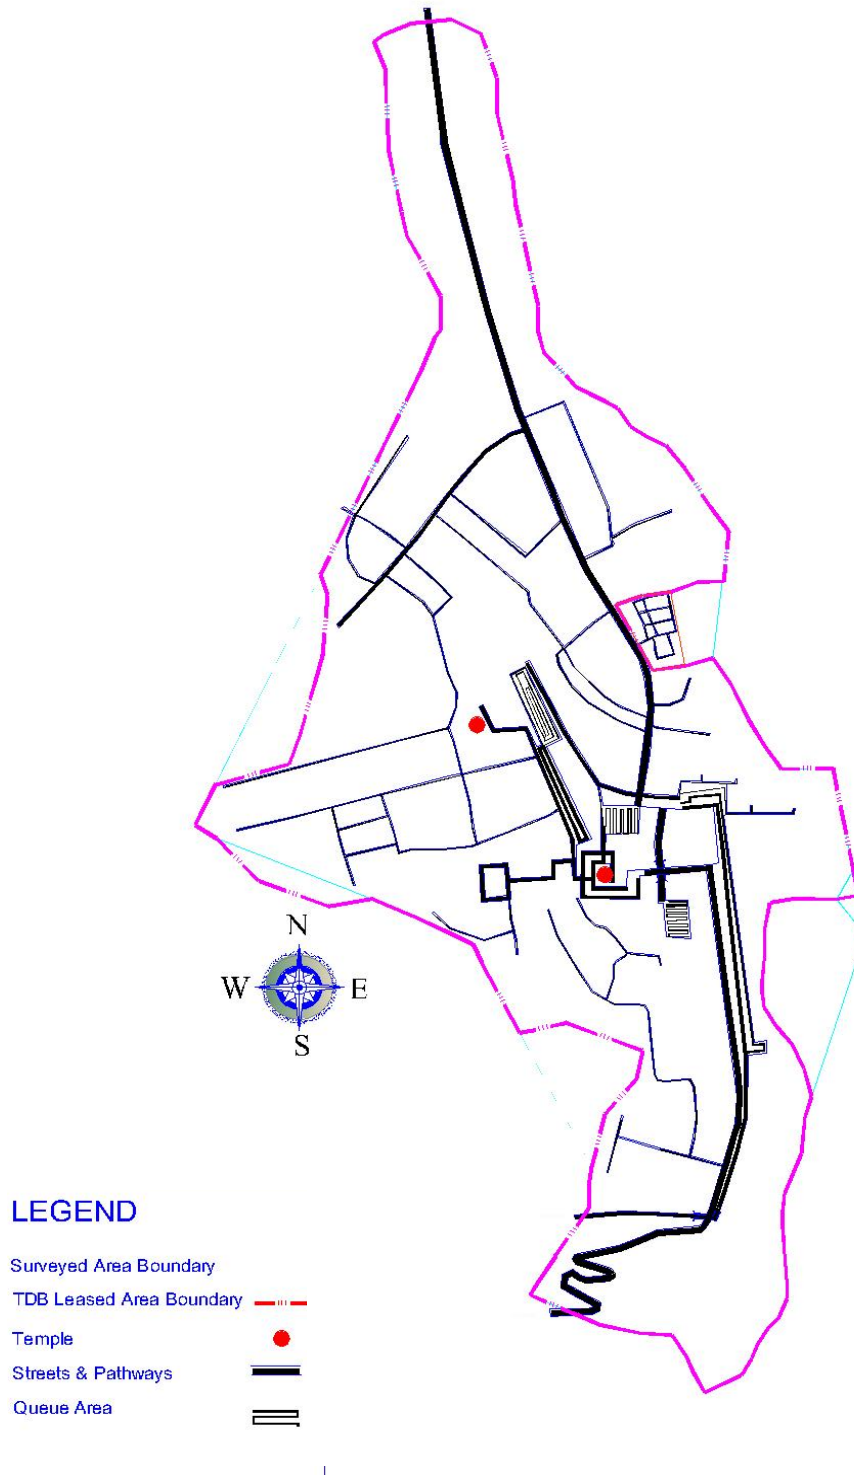 N
W E
S
LEGEND
Surveyed Area Boundary
TDB Leased Area Boundary
Temple
Streets & Pathways
Queue Area